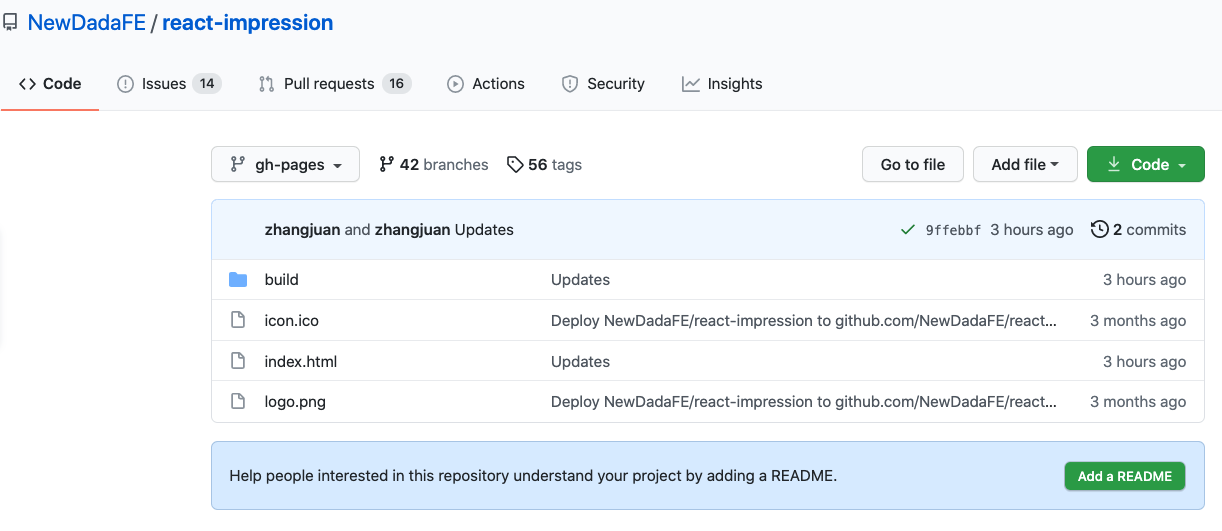 NewDadaFE / react-impression
Code Issues 14 Pull requests 16 Actions Security Insights
gh-pages 42 branches 56 tags Go to file Add file Code
zhangjuan and zhangjuan Updates 9ffebbf 3 hours ago 2 commits
build Updates 3 hours ago
icon.ico Deploy NewDadaFE/react-impression to github.com/NewDadaFE/react... 3 months ago
index.html Updates 3 hours ago
logo.png Deploy NewDadaFE/react-impression to github.com/NewDadaFE/react... 3 months ago
Help people interested in this repository understand your project by adding a README. Add a README